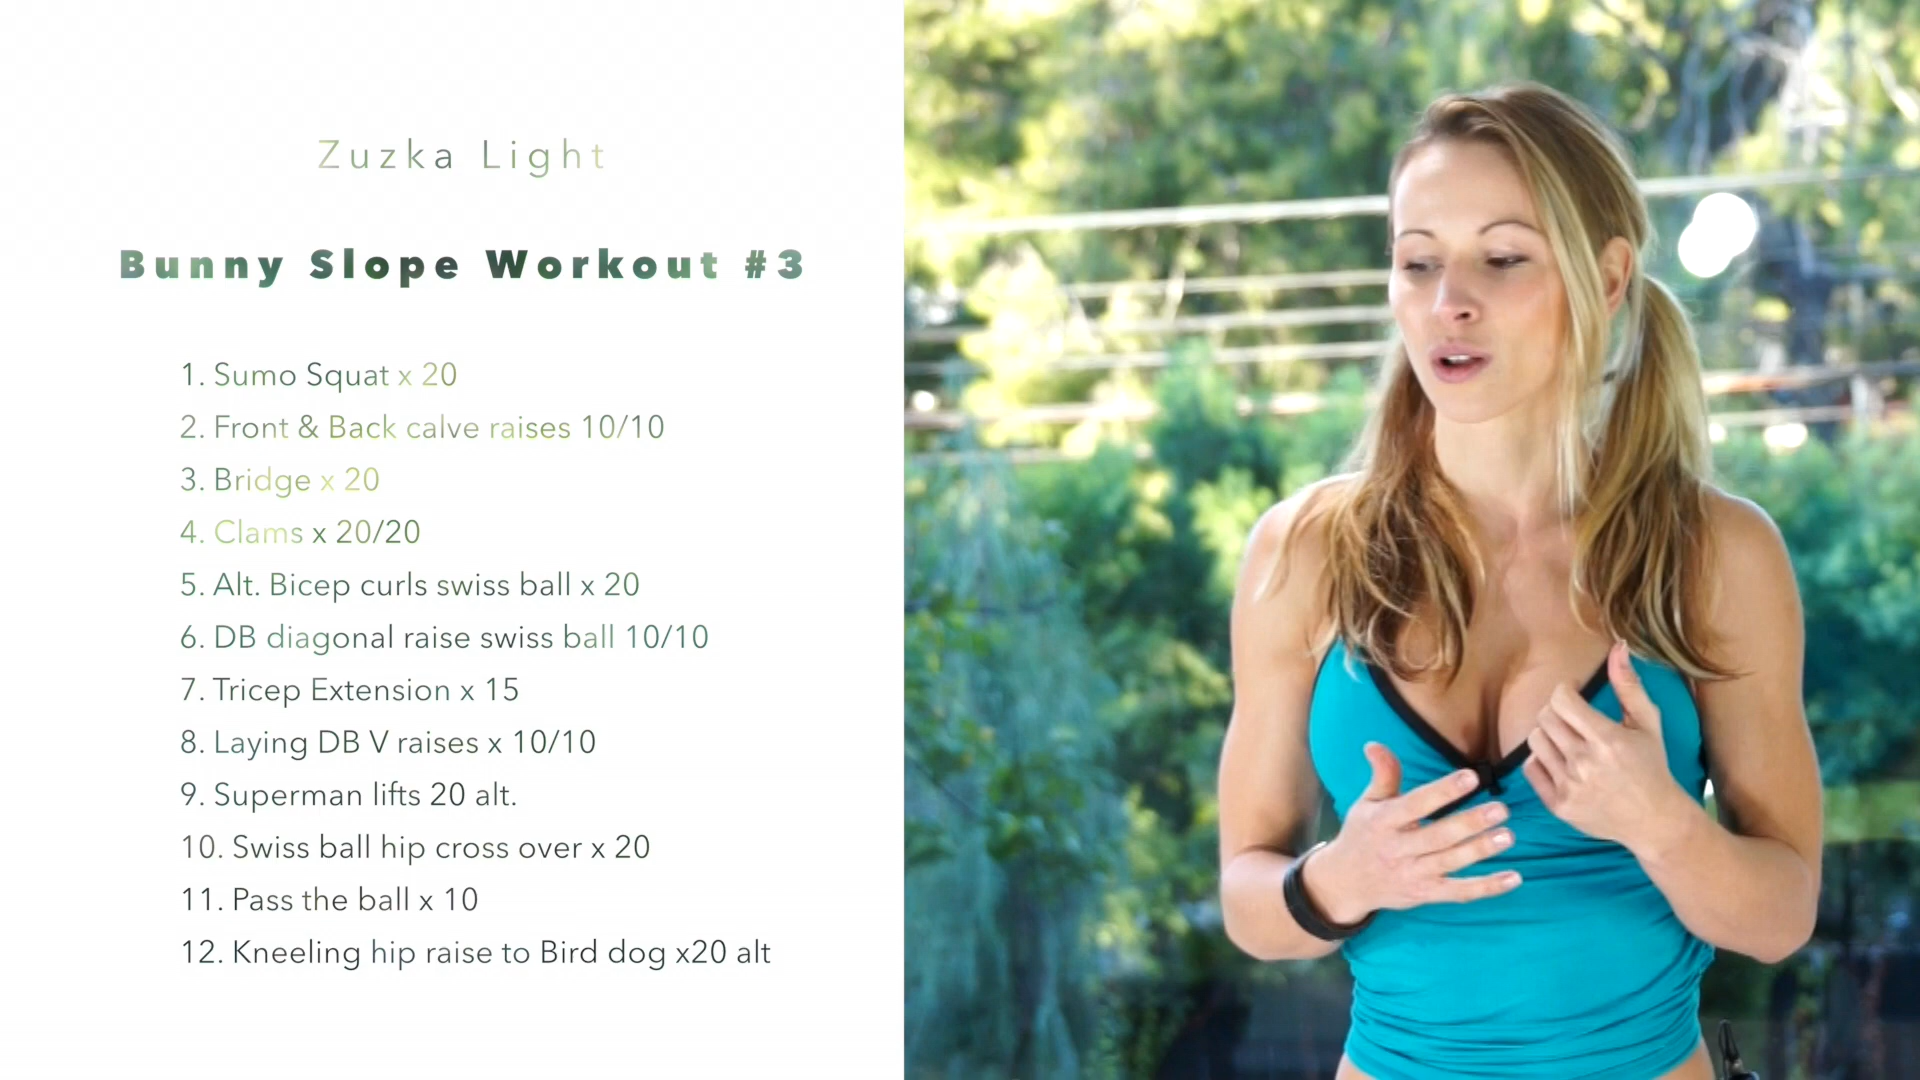 Zuzka Light
Bunny Slope Workout #3
1. Sumo Squat x 20
2. Front & Back calve raises 10/10
3. Bridge x 20
4. Clams x 20/20
5. Alt. Bicep curls swiss ball x 20
6. DB diagonal raise swiss ball 10/10
7. Tricep Extension x 15
8. Laying DB V raises x 10/10
9. Superman lifts 20 alt.
10. Swiss ball hip cross over x 20
11. Pass the ball x 10
12. Kneeling hip raise to Bird dog x20 alt